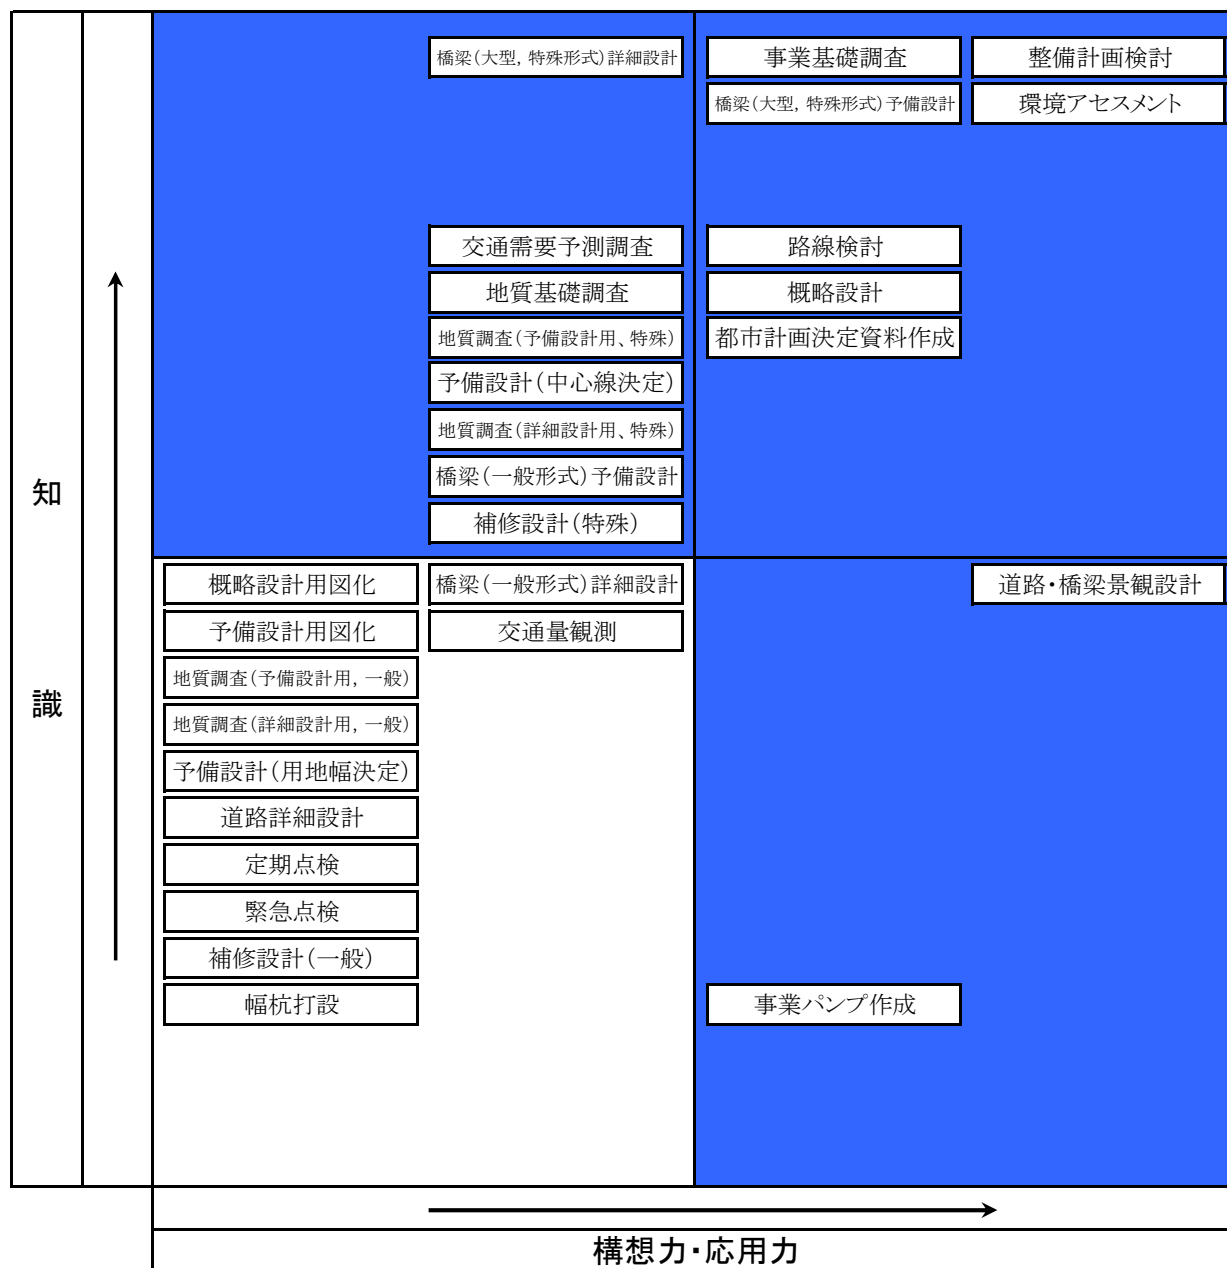 橋梁(大型, 特殊形式)詳細設計
事業基礎調査
整備計画検討
橋梁(大型, 特殊形式)予備設計
環境アセスメント
交通需要予測調査
路線検討
地質基礎調査
概略設計
地質調査(予備設計用、特殊)
都市計画決定資料作成
予備設計(中心線決定)
地質調査(詳細設計用、特殊)
橋梁(一般形式)予備設計
補修設計(特殊)
知
識
概略設計用図化
橋梁(一般形式)詳細設計
道路・橋梁景観設計
予備設計用図化
交通量観測
地質調査(予備設計用, 一般)
地質調査(詳細設計用, 一般)
予備設計(用地幅決定)
道路詳細設計
定期点検
緊急点検
補修設計(一般)
幅杭打設
事業パンプ作成
構想力・応用力